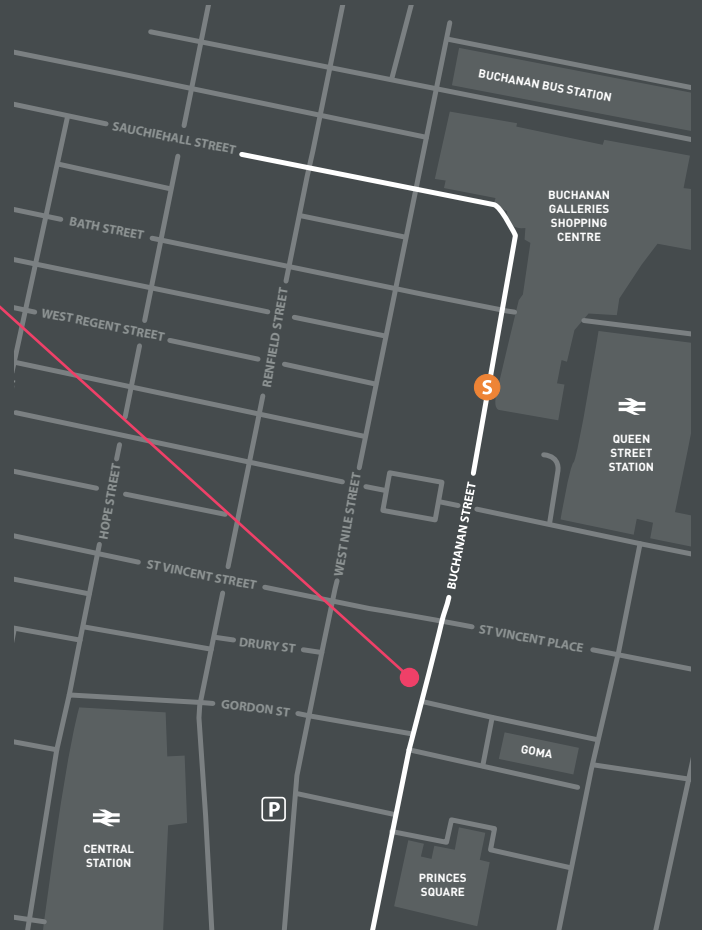 BUCHANAN BUS STATION
SAUCHIEHALL STREET
BUCHANAN
GALLERIES
SHOPPING
CENTRE
BATH STREET
WEST REGENT STREET
RENFIELD STREET
S
QUEEN
STREET
STATION
HOPE STREET
WEST NILE STREET
BUCHANAN STREET
ST VINCENT STREET
ST VINCENT PLACE
DRURY ST
GORDON ST
GOMA
P
CENTRAL
STATION
PRINCES
SQUARE